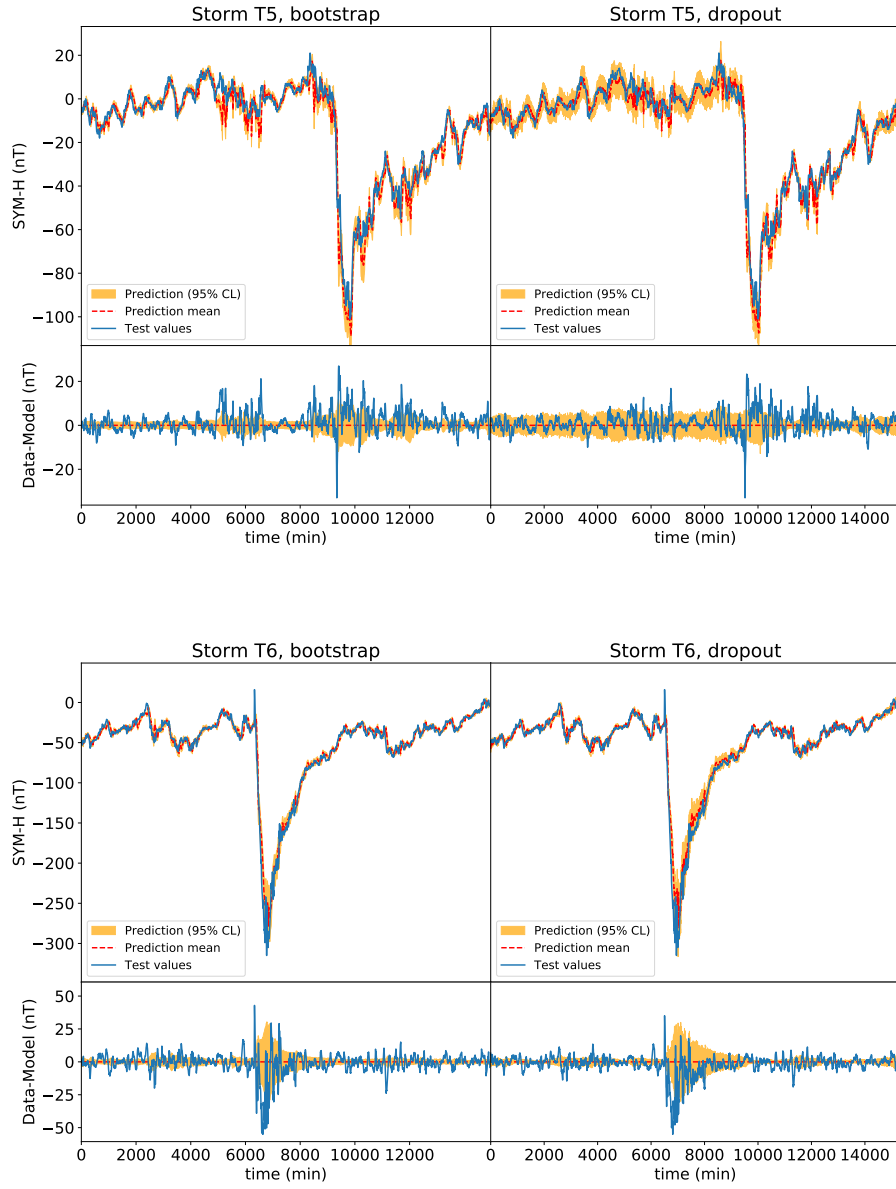 Storm T5, bootstrap
Storm T5, dropout
SYM-H (nT)
20
0
−20
−40
−60
−80
−100
Prediction (95% CL)
Prediction mean
Test values
Prediction (95% CL)
Prediction mean
Test values
Data-Model (nT)
20
0
−20
0 2000 4000 6000 8000 10000 12000
0 2000 4000 6000 8000 10000 12000 14000
time (min)
time (min)
Storm T6, bootstrap
Storm T6, dropout
SYM-H (nT)
0
−50
−100
−150
−200
−250
−300
Prediction (95% CL)
Prediction mean
Test values
Prediction (95% CL)
Prediction mean
Test values
Data-Model (nT)
50
25
0
−25
−50
0 2000 4000 6000 8000 10000 12000
0 2000 4000 6000 8000 10000 12000 14000
time (min)
time (min)